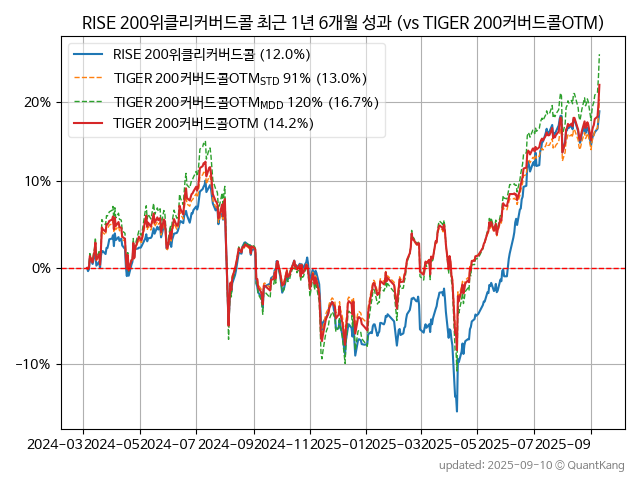 RISE 200위클리커버드콜 최근 1년 6개월 성과 (vs TIGER 200커버드콜OTM)
RISE 200위클리커버드콜 (12.0%)
TIGER 200커버드콜OTM_STD 91% (13.0%)
TIGER 200커버드콜OTM_MDD 120% (16.7%)
TIGER 200커버드콜OTM (14.2%)
20%
10%
0%
−10%
2024-03 2024-05 2024-07 2024-09 2024-11 2025-01 2025-03 2025-05 2025-07 2025-09
updated: 2025-09-10 © QuantKang